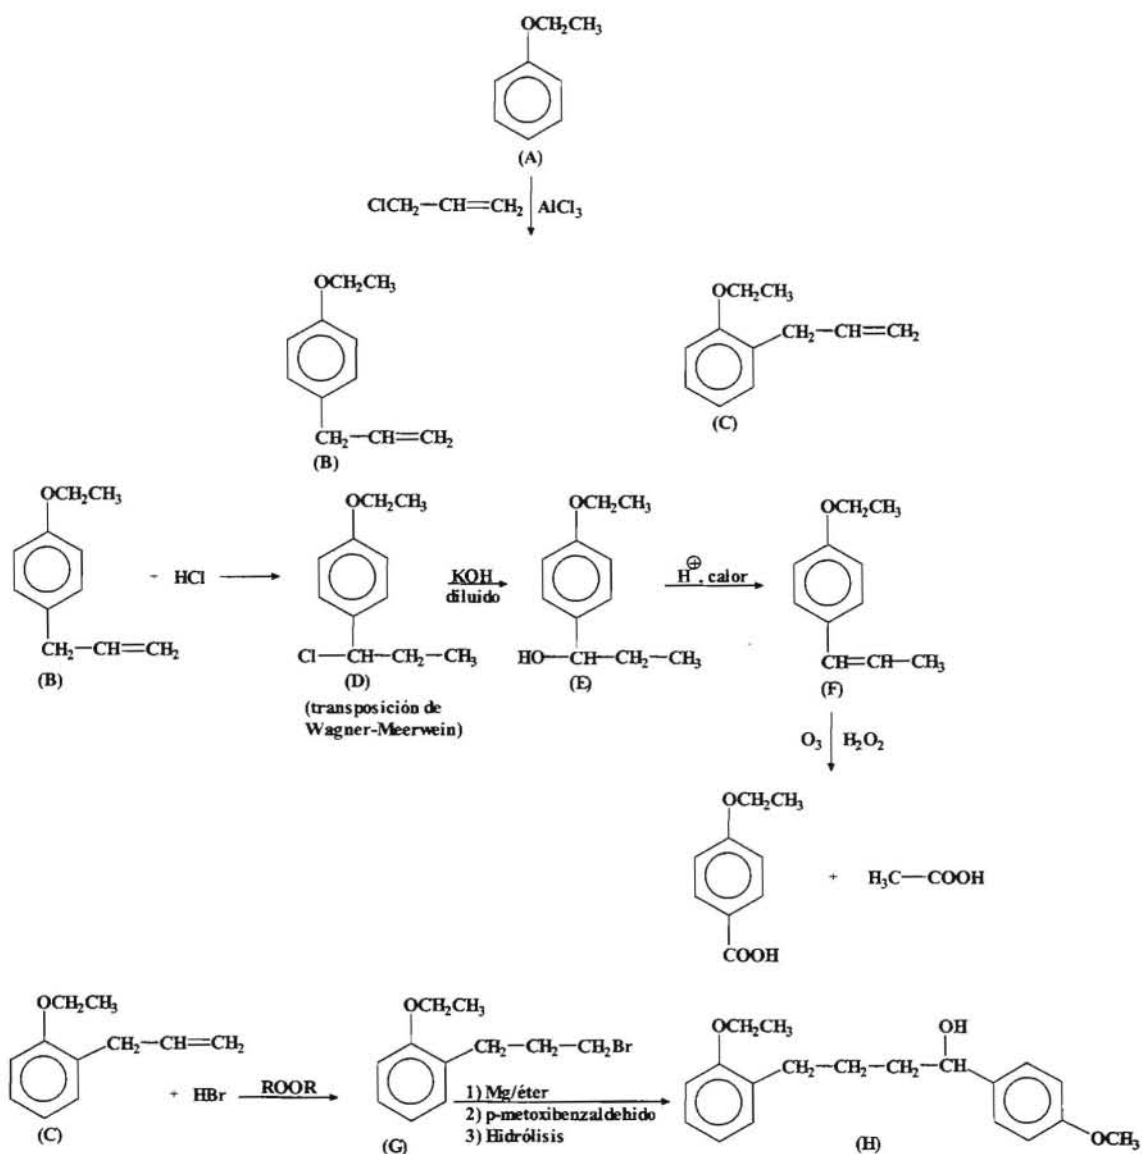 OCH2CH3
(A)
ClCH2—CH=CH2 AlCl3
OCH2CH3
CH2—CH=CH2
(B)
OCH2CH3
CH2—CH=CH2
(C)
OCH2CH3
CH2—CH=CH2
(B)
+ HCl
OCH2CH3
Cl—CH—CH2—CH3
(D)
(transposición de
Wagner-Meerwein)
KOH
diluido
OCH2CH3
HO—CH—CH2—CH3
(E)
H⊕, calor
OCH2CH3
CH=CH—CH3
(F)
O3 H2O2
OCH2CH3
COOH
+ H3C—COOH
OCH2CH3
CH2—CH=CH2
(C)
+ HBr
ROOR
OCH2CH3
CH2—CH2—CH2Br
(G)
1) Mg/éter
2) p-metoxibenzaldehido
3) Hidrólisis
OCH2CH3
OH
CH2—CH2—CH2—CH
OCH3
(H)